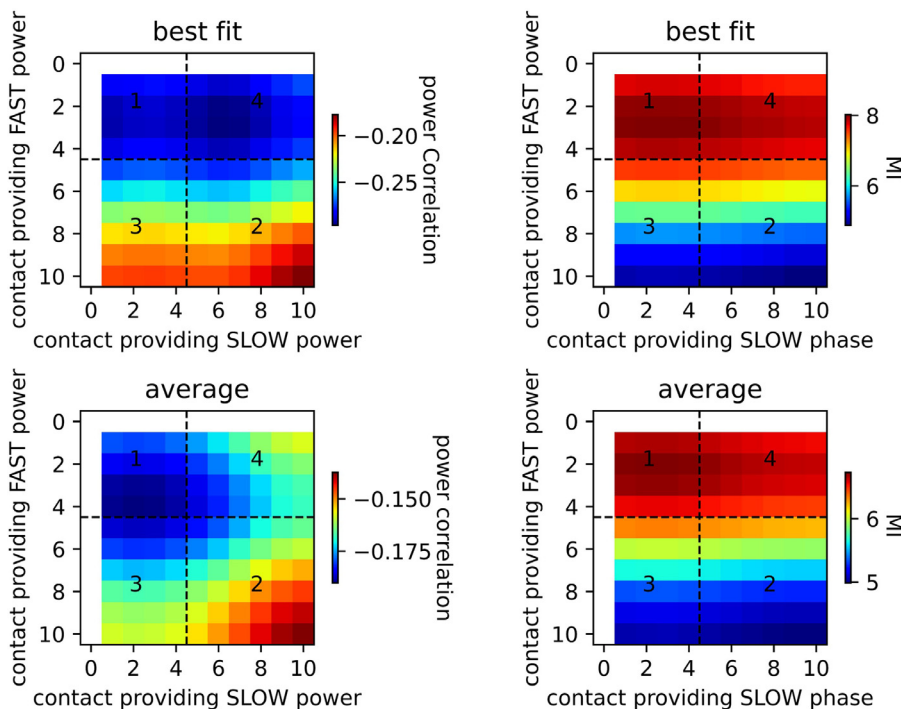 best fit
contact providing FAST power
0
2
4
6
8
10
1
4
3
2
0 2 4 6 8 10
contact providing SLOW power
−0.20
−0.25
power Correlation
best fit
contact providing FAST power
0
2
4
6
8
10
1
4
3
2
0 2 4 6 8 10
contact providing SLOW phase
8
6
MI
average
contact providing FAST power
0
2
4
6
8
10
1
4
3
2
0 2 4 6 8 10
contact providing SLOW power
−0.150
−0.175
power correlation
average
contact providing FAST power
0
2
4
6
8
10
1
4
3
2
0 2 4 6 8 10
contact providing SLOW phase
6
5
MI